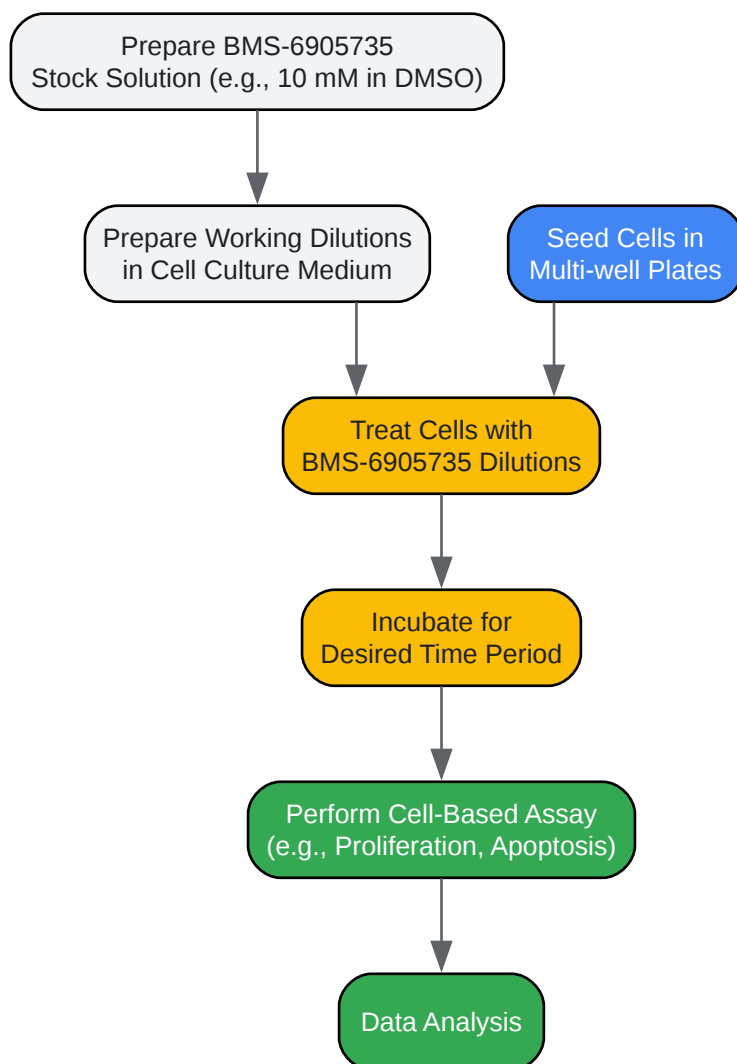 Prepare BMS-6905735
Stock Solution (e.g., 10 mM in DMSO)
Prepare Working Dilutions
in Cell Culture Medium
Seed Cells in
Multi-well Plates
Treat Cells with
BMS-6905735 Dilutions
Incubate for
Desired Time Period
Perform Cell-Based Assay
(e.g., Proliferation, Apoptosis)
Data Analysis